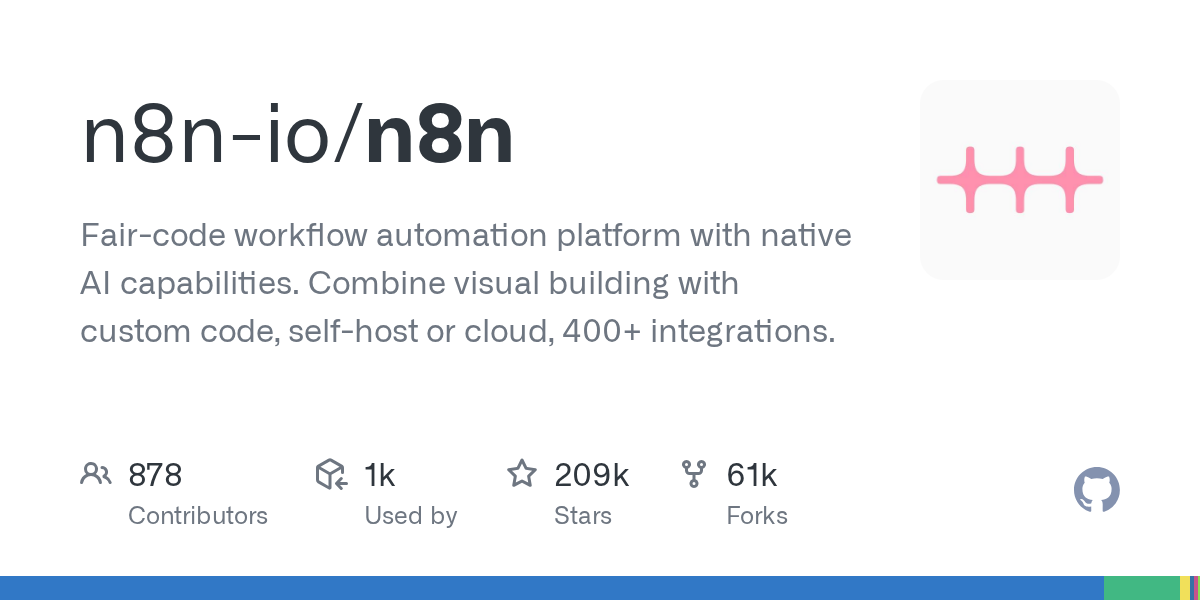 n8n-io/n8n
Fair-code workflow automation platform with native
AI capabilities. Combine visual building with
custom code, self-host or cloud, 400+ integrations.
878 1k 209k 61k
Contributors Used by Stars Forks